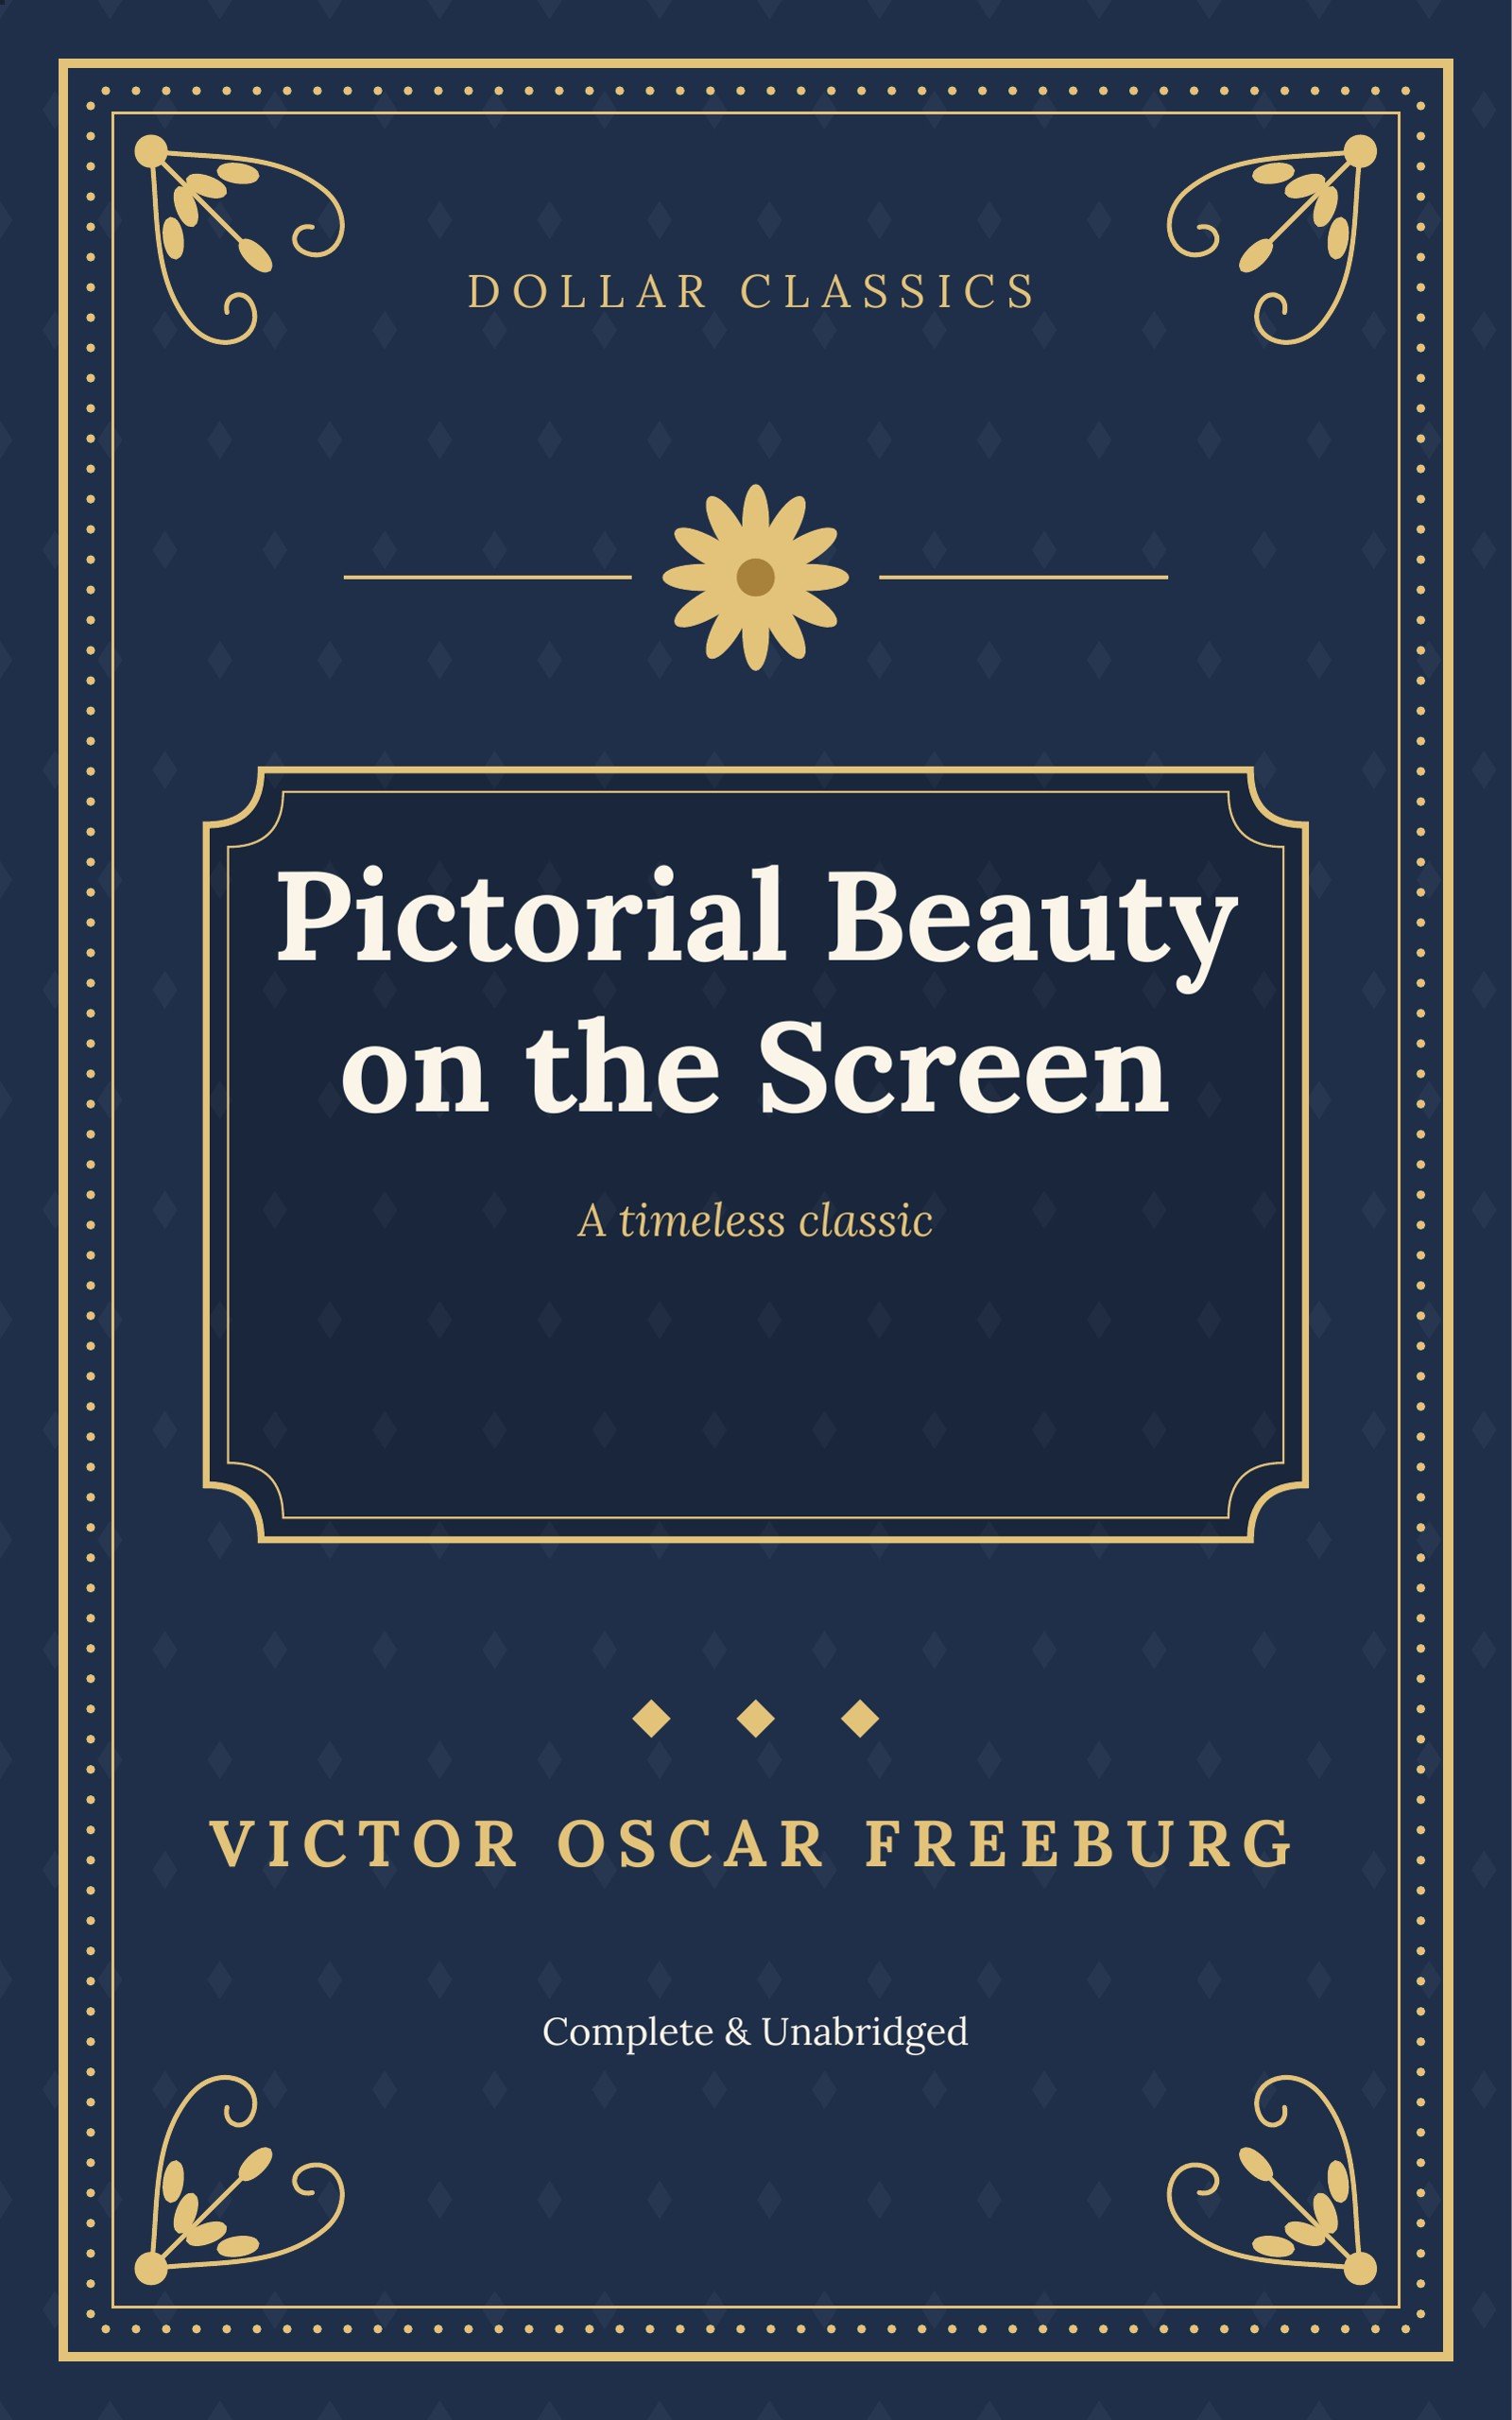 DOLLAR CLASSICS
Pictorial Beauty
on the Screen
A timeless classic
VICTOR OSCAR FREEBURG
Complete & Unabridged